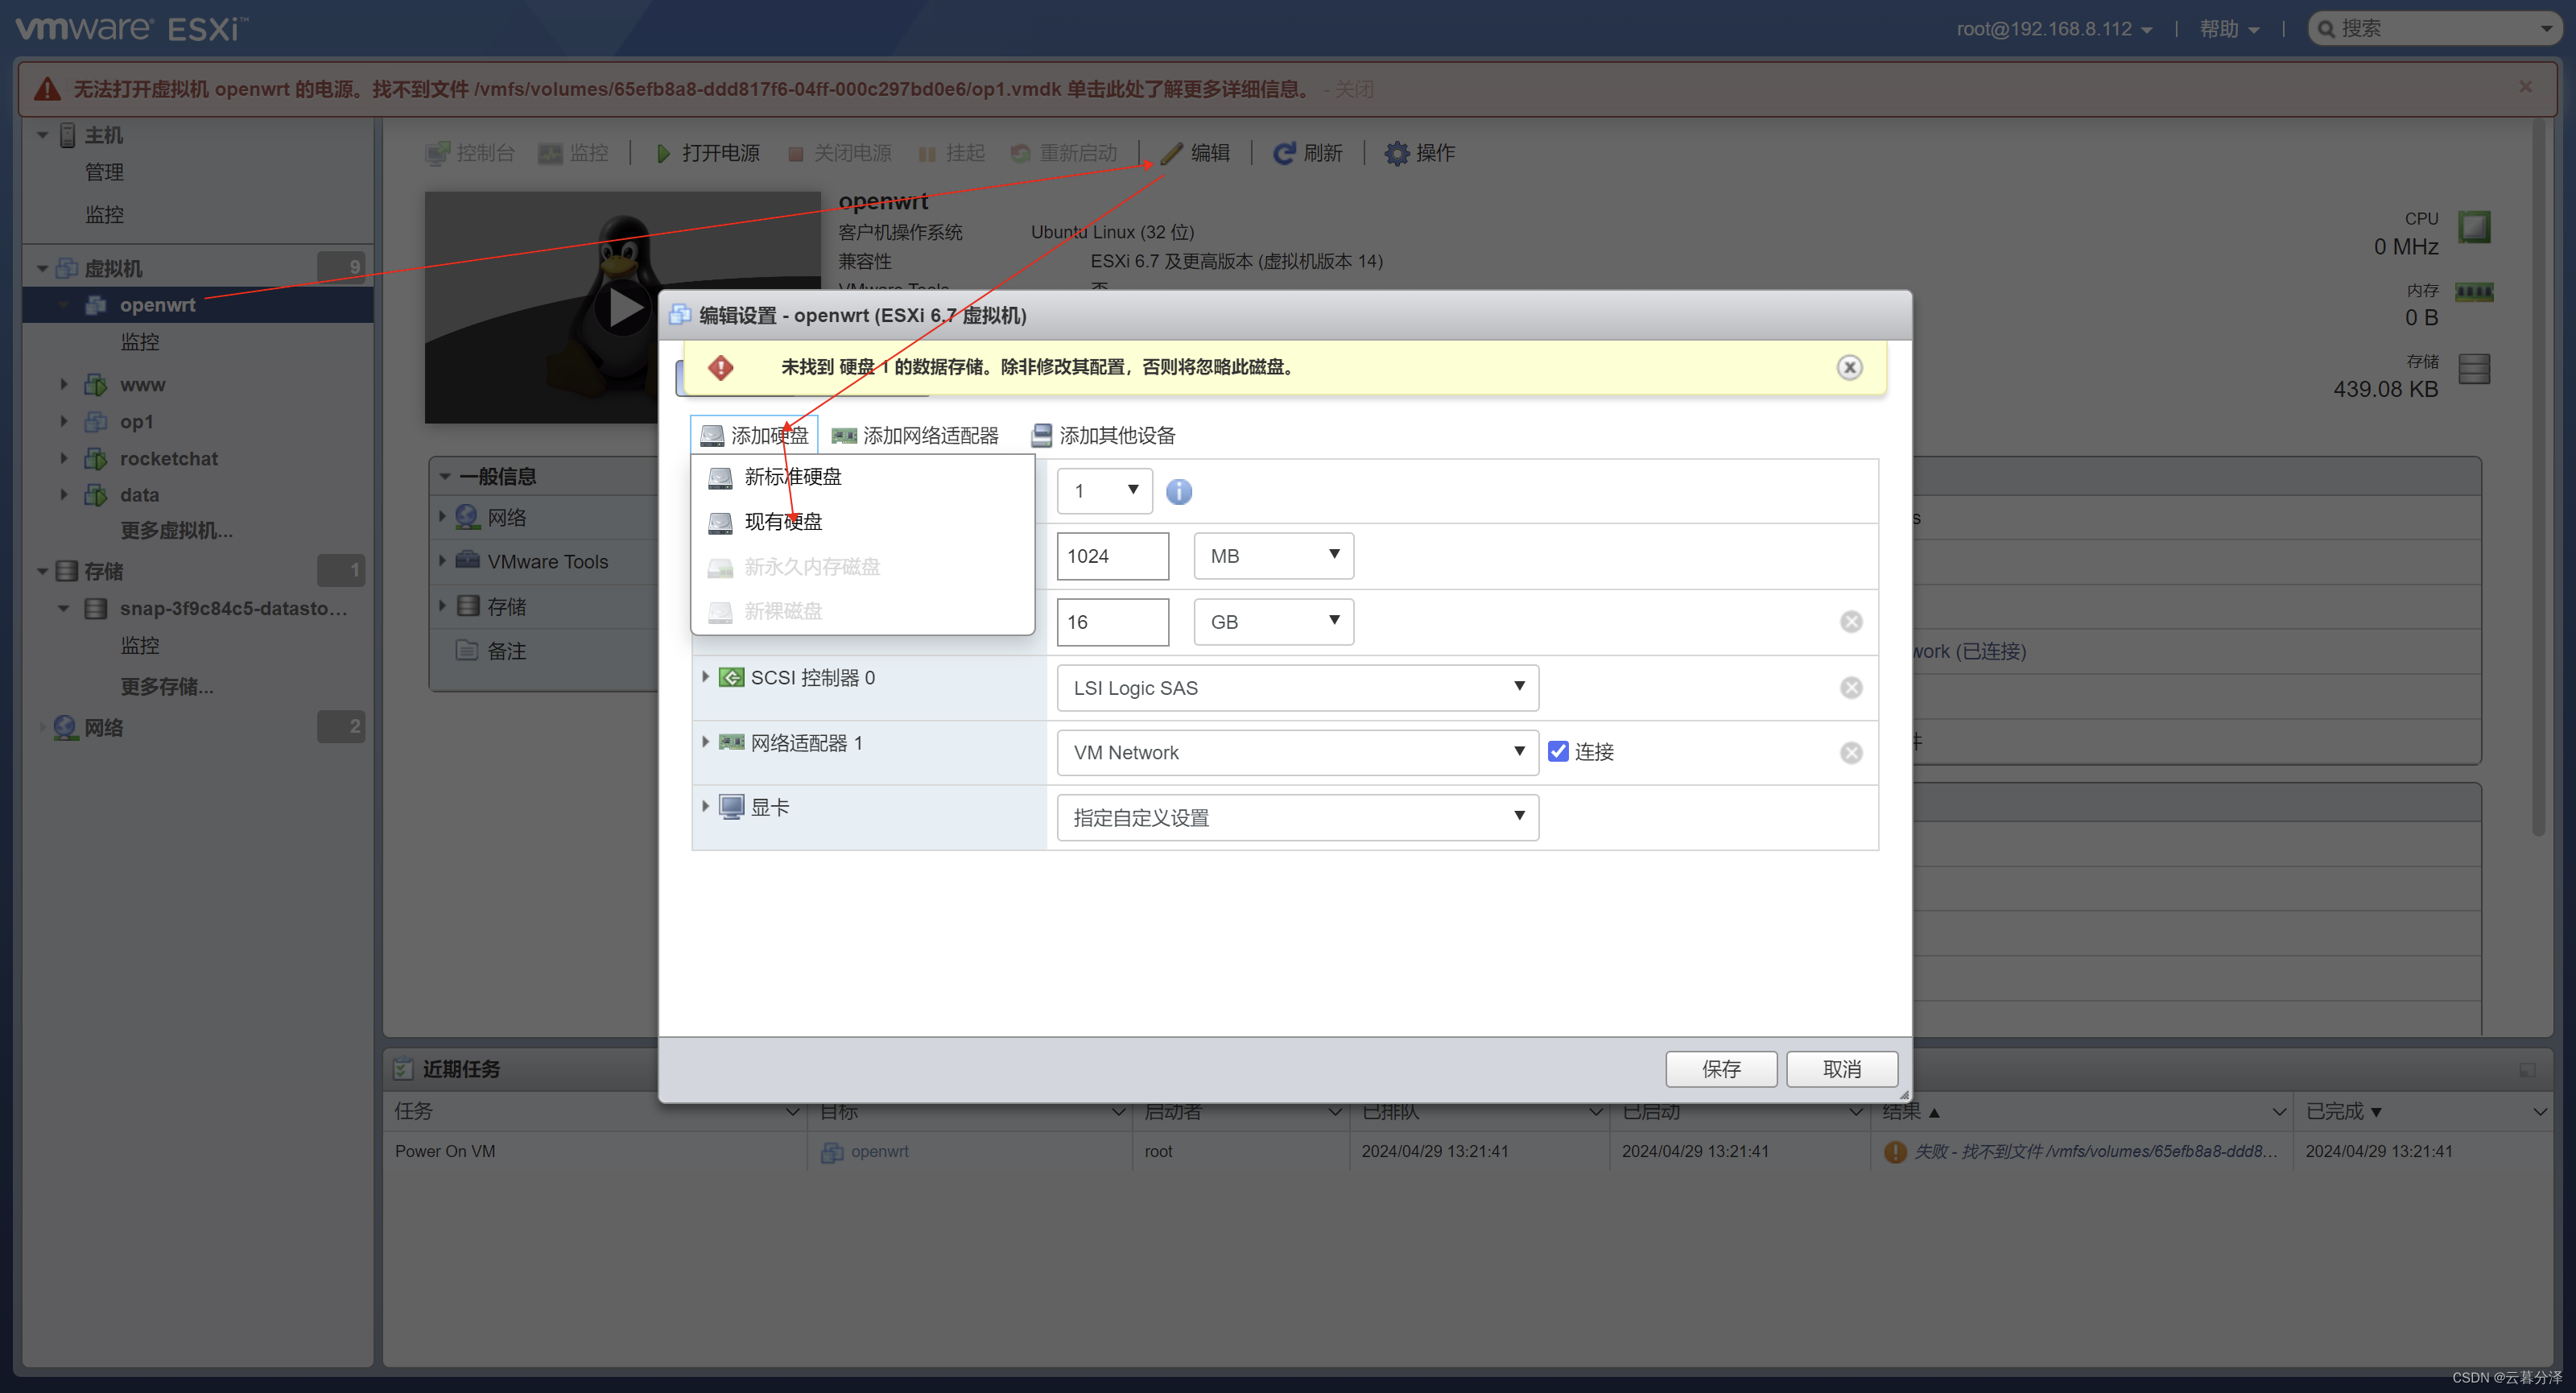 vmware ESXi™
root@192.168.8.112
帮助
搜索
无法打开虚拟机 openwrt 的电源。找不到文件 /vmfs/volumes/65efb8a8-ddd817f6-04ff-000c297bd0e6/op1.vmdk 单击此处了解更多详细信息。 - 关闭
主机
管理
监控
虚拟机 9
openwrt
监控
www
op1
rocketchat
data
更多虚拟机...
存储 1
snap-3f9c84c5-datasto...
监控
更多存储...
网络 2
控制台 监控 打开电源 关闭电源 挂起 重新启动 编辑 刷新 操作
openwrt
客户机操作系统 Ubuntu Linux (32 位)
兼容性 ESXi 6.7 及更高版本 (虚拟机版本 14)
VMware Tools 否
CPU
0 MHz
内存
0 B
存储
439.08 KB
一般信息
网络
VMware Tools
存储
备注
work (已连接)
编辑设置 - openwrt (ESXi 6.7 虚拟机)
未找到 硬盘 1 的数据存储。除非修改其配置，否则将忽略此磁盘。
添加硬盘 添加网络适配器 添加其他设备
新标准硬盘
现有硬盘
新永久内存磁盘
新裸磁盘
1
1024 MB
16 GB
SCSI 控制器 0 LSI Logic SAS
网络适配器 1 VM Network 连接
显卡 指定自定义设置
保存 取消
近期任务
任务 目标 启动者 已排队 已启动 结果 已完成
Power On VM openwrt root 2024/04/29 13:21:41 2024/04/29 13:21:41 失败 - 找不到文件 /vmfs/volumes/65efb8a8-ddd8... 2024/04/29 13:21:41
CSDN @云暮分泽